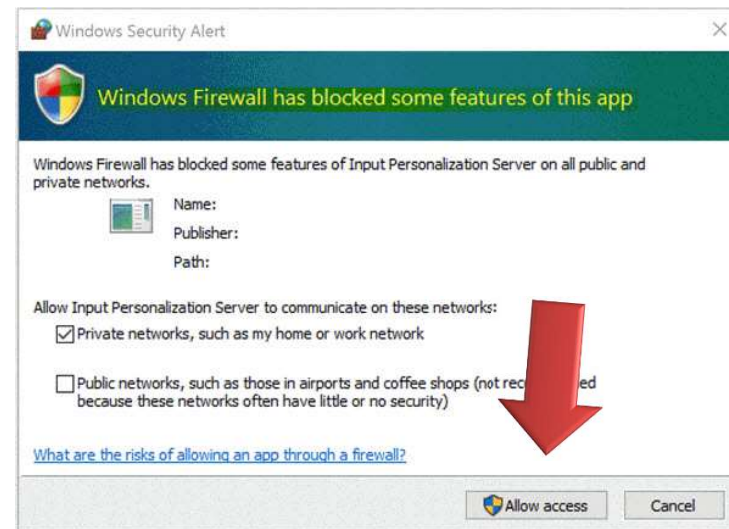 Windows Security Alert
Windows Firewall has blocked some features of this app
Windows Firewall has blocked some features of Input Personalization Server on all public and
private networks.
Name:
Publisher:
Path:
Allow Input Personalization Server to communicate on these networks:
Private networks, such as my home or work network
Public networks, such as those in airports and coffee shops (not
because these networks often have little or no security)
What are the risks of allowing an app through a firewall?
Allow access
Cancel